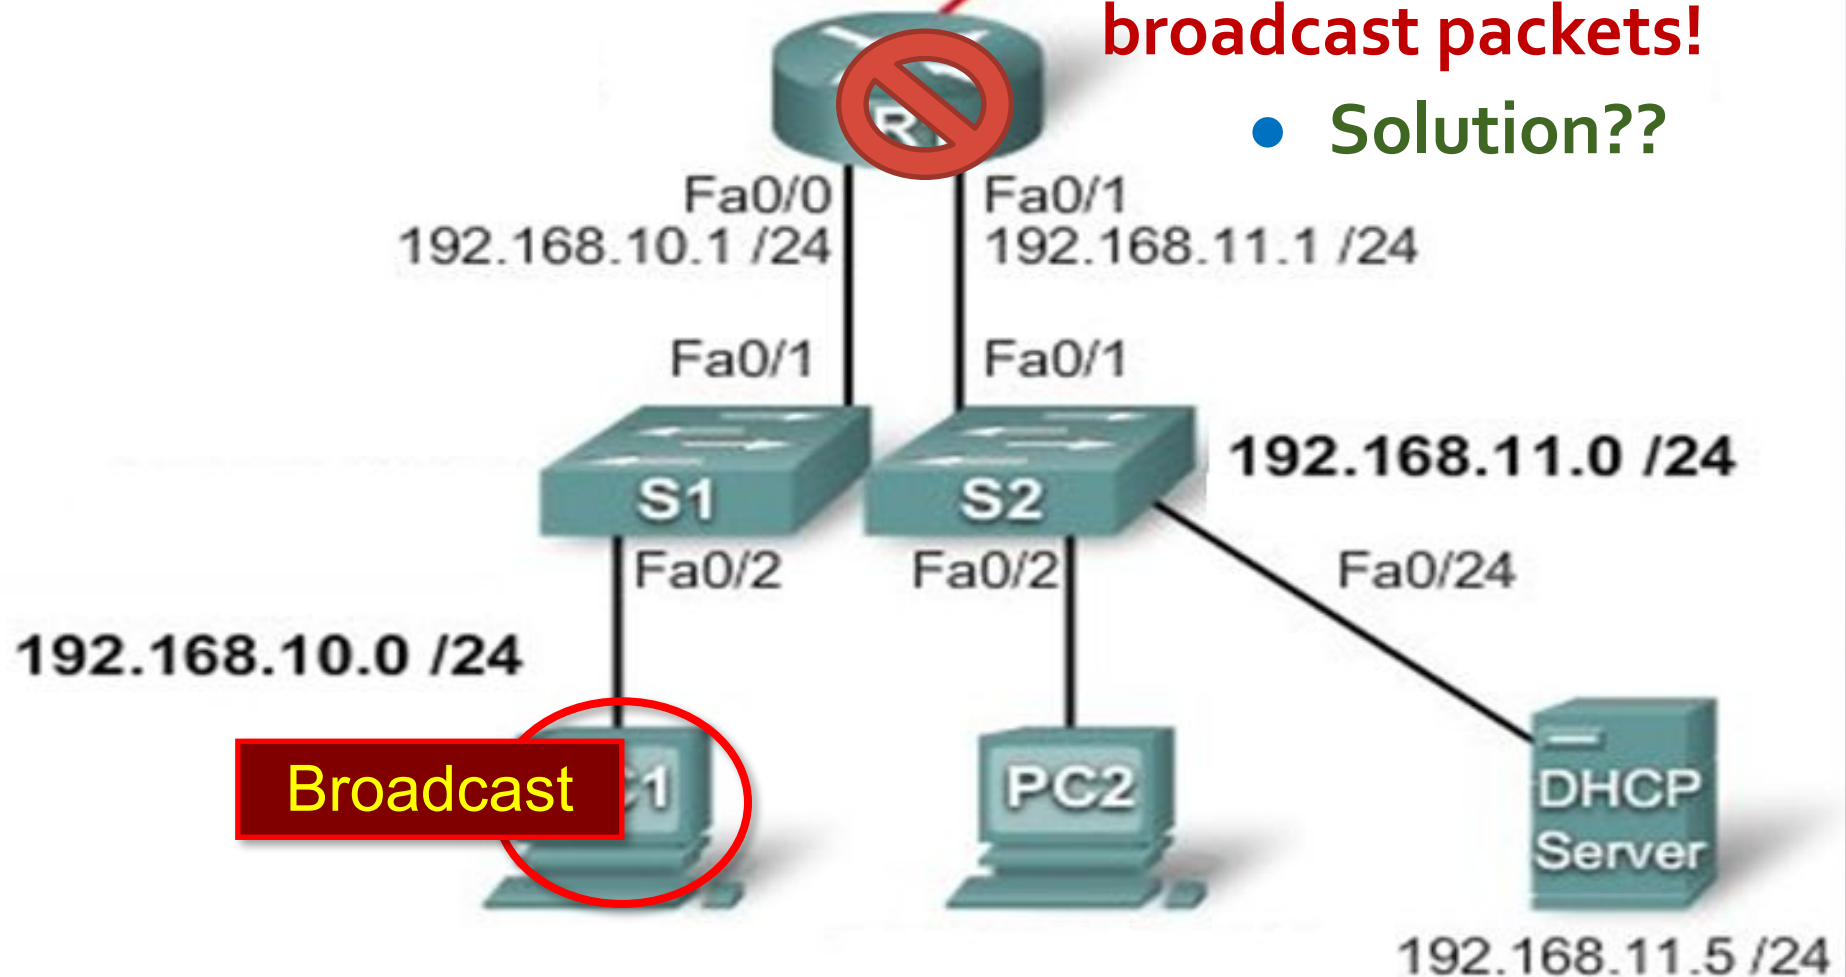 broadcast packets!
• Solution??
Fa0/0
Fa0/1
192.168.10.1 /24
192.168.11.1 /24
Fa0/1
Fa0/1
S1
S2
192.168.11.0 /24
Fa0/2
Fa0/2
Fa0/24
192.168.10.0 /24
Broadcast
PC2
DHCP
Server
192.168.11.5 /24